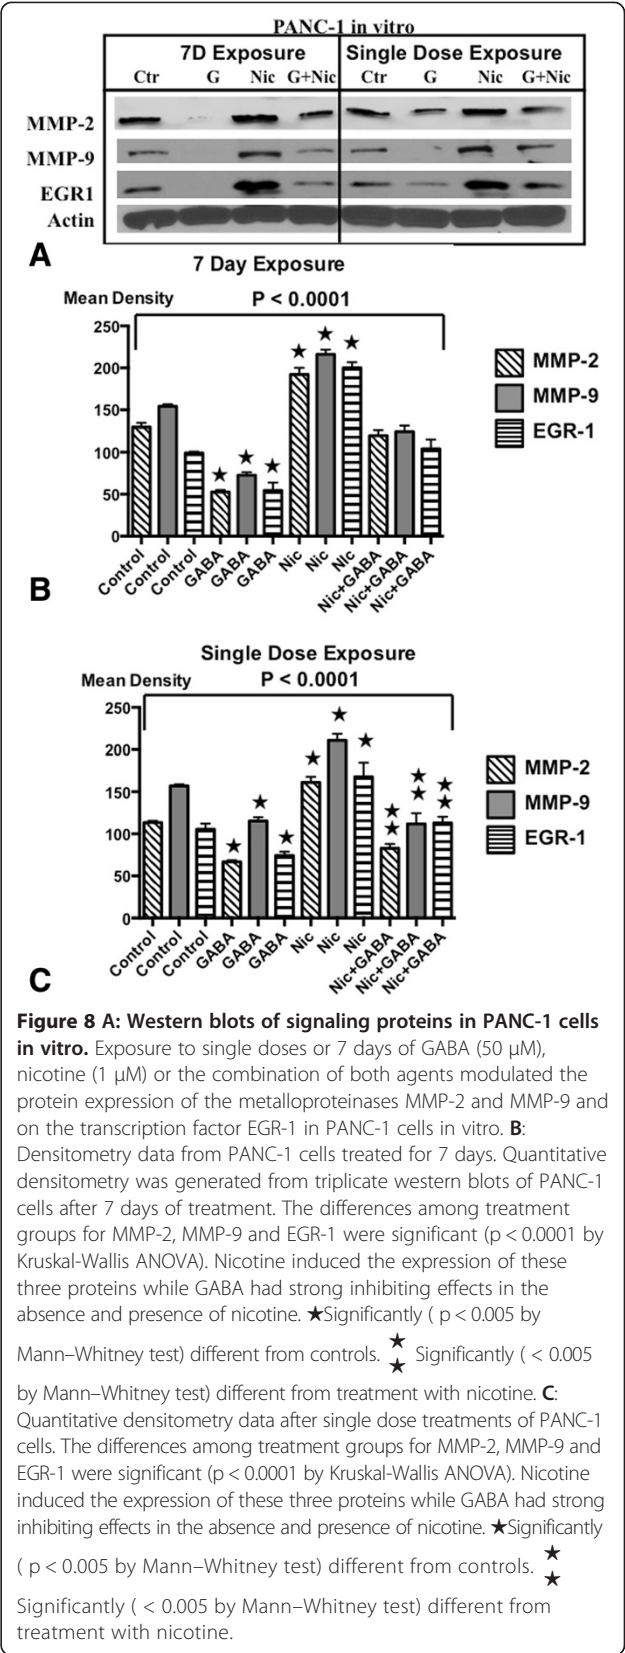 PANC-1 in vitro
7D Exposure Single Dose Exposure
Ctr G Nic G+Nic Ctr G Nic G+Nic
MMP-2
MMP-9
EGR1
Actin
A
7 Day Exposure
Mean Density P < 0.0001
250
200
150
100
50
0
★ ★ ★ ★ ★ ★
MMP-2
MMP-9
EGR-1
Control Control Control GABA GABA GABA Nic Nic Nic Nic+GABA Nic+GABA Nic+GABA
B
Single Dose Exposure
Mean Density P < 0.0001
250
200
150
100
50
0
★ ★ ★ ★ ★ ★ ★★ ★★ ★★
MMP-2
MMP-9
EGR-1
Control Control Control GABA GABA GABA Nic Nic Nic Nic+GABA Nic+GABA Nic+GABA
C
Figure 8 A: Western blots of signaling proteins in PANC-1 cells
in vitro. Exposure to single doses or 7 days of GABA (50 μM),
nicotine (1 μM) or the combination of both agents modulated the
protein expression of the metalloproteinases MMP-2 and MMP-9 and
on the transcription factor EGR-1 in PANC-1 cells in vitro. B:
Densitometry data from PANC-1 cells treated for 7 days. Quantitative
densitometry was generated from triplicate western blots of PANC-1
cells after 7 days of treatment. The differences among treatment
groups for MMP-2, MMP-9 and EGR-1 were significant (p < 0.0001 by
Kruskal-Wallis ANOVA). Nicotine induced the expression of these
three proteins while GABA had strong inhibiting effects in the
absence and presence of nicotine. ★Significantly ( p < 0.005 by
Mann–Whitney test) different from controls. ★★ Significantly ( < 0.005
by Mann–Whitney test) different from treatment with nicotine. C:
Quantitative densitometry data after single dose treatments of PANC-1
cells. The differences among treatment groups for MMP-2, MMP-9 and
EGR-1 were significant (p < 0.0001 by Kruskal-Wallis ANOVA). Nicotine
induced the expression of these three proteins while GABA had strong
inhibiting effects in the absence and presence of nicotine. ★Significantly
( p < 0.005 by Mann–Whitney test) different from controls. ★★
Significantly ( < 0.005 by Mann–Whitney test) different from
treatment with nicotine.